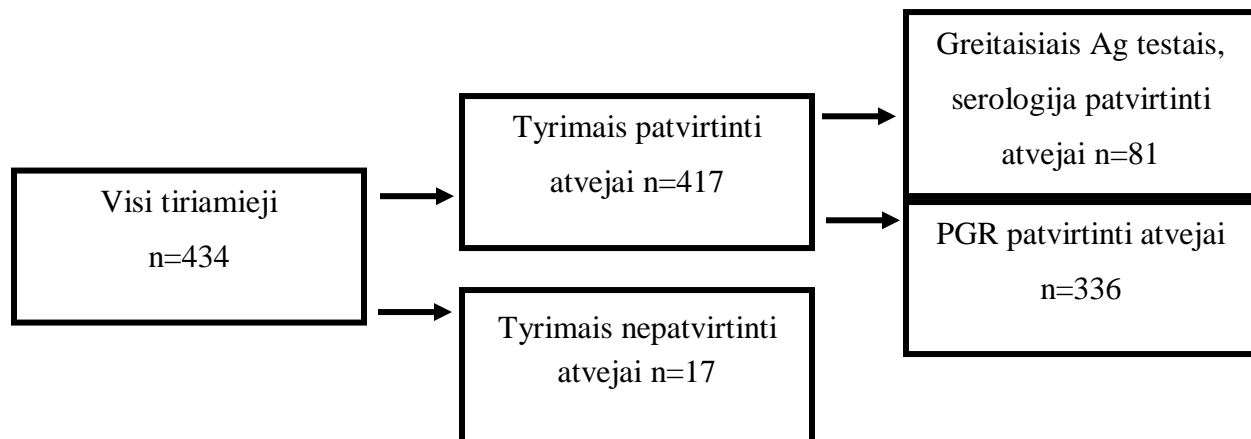 Visi tiriamieji
n=434
Tyrimais patvirtinti
atvejai n=417
Tyrimais nepatvirtinti
atvejai n=17
Greitaisiais Ag testais,
serologija patvirtinti
atvejai n=81
PGR patvirtinti atvejai
n=336